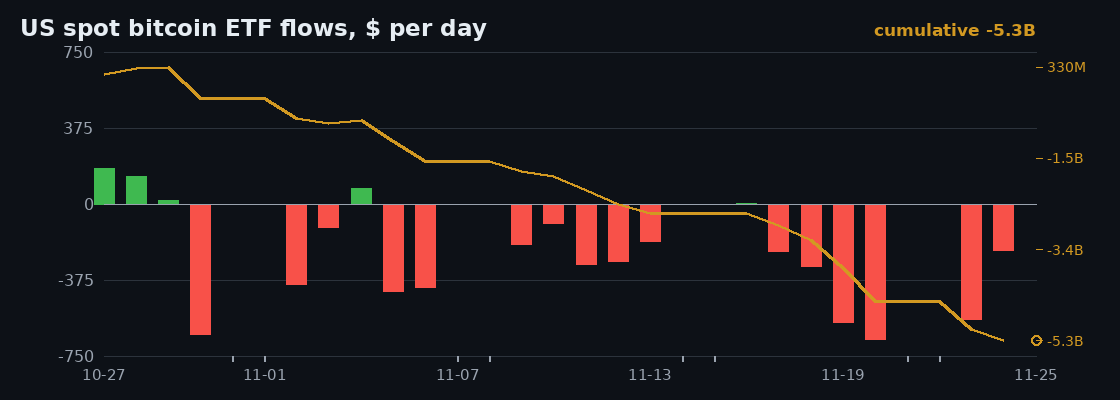 US spot bitcoin ETF flows, $ per day
cumulative -5.3B
750
375
0
-375
-750
330M
-1.5B
-3.4B
-5.3B
10-27
11-01
11-07
11-13
11-19
11-25